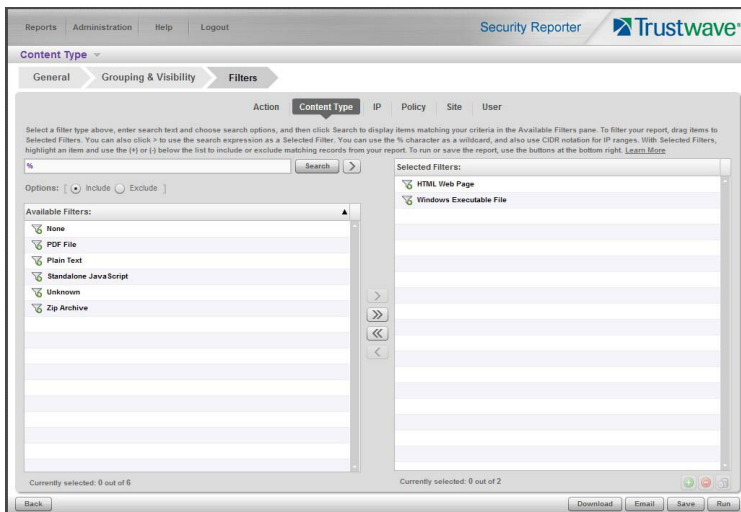 Reports Administration Help Logout
Security Reporter
Trustwave®
Content Type
General Grouping & Visibility Filters
Action Content Type IP Policy Site User
Select a filter type above, enter search text and choose search options, and then click Search to display items matching your criteria in the Available Filters pane. To filter your report, drag items to
Selected Filters. You can also click > to use the search expression as a Selected Filter. You can use the % character as a wildcard, and also use CIDR notation for IP ranges. With Selected Filters,
highlight an item and use the (+) or (-) below the list to include or exclude matching records from your report. To run or save the report, use the buttons at the bottom right. Learn More
% Search >
Options: [ Include Exclude ]
Available Filters:
None
PDF File
Plain Text
Standalone JavaScript
Unknown
Zip Archive
Currently selected: 0 out of 6
>
>>
<<
<
Selected Filters:
HTML Web Page
Windows Executable File
Currently selected: 0 out of 2
Back Download Email Save Run